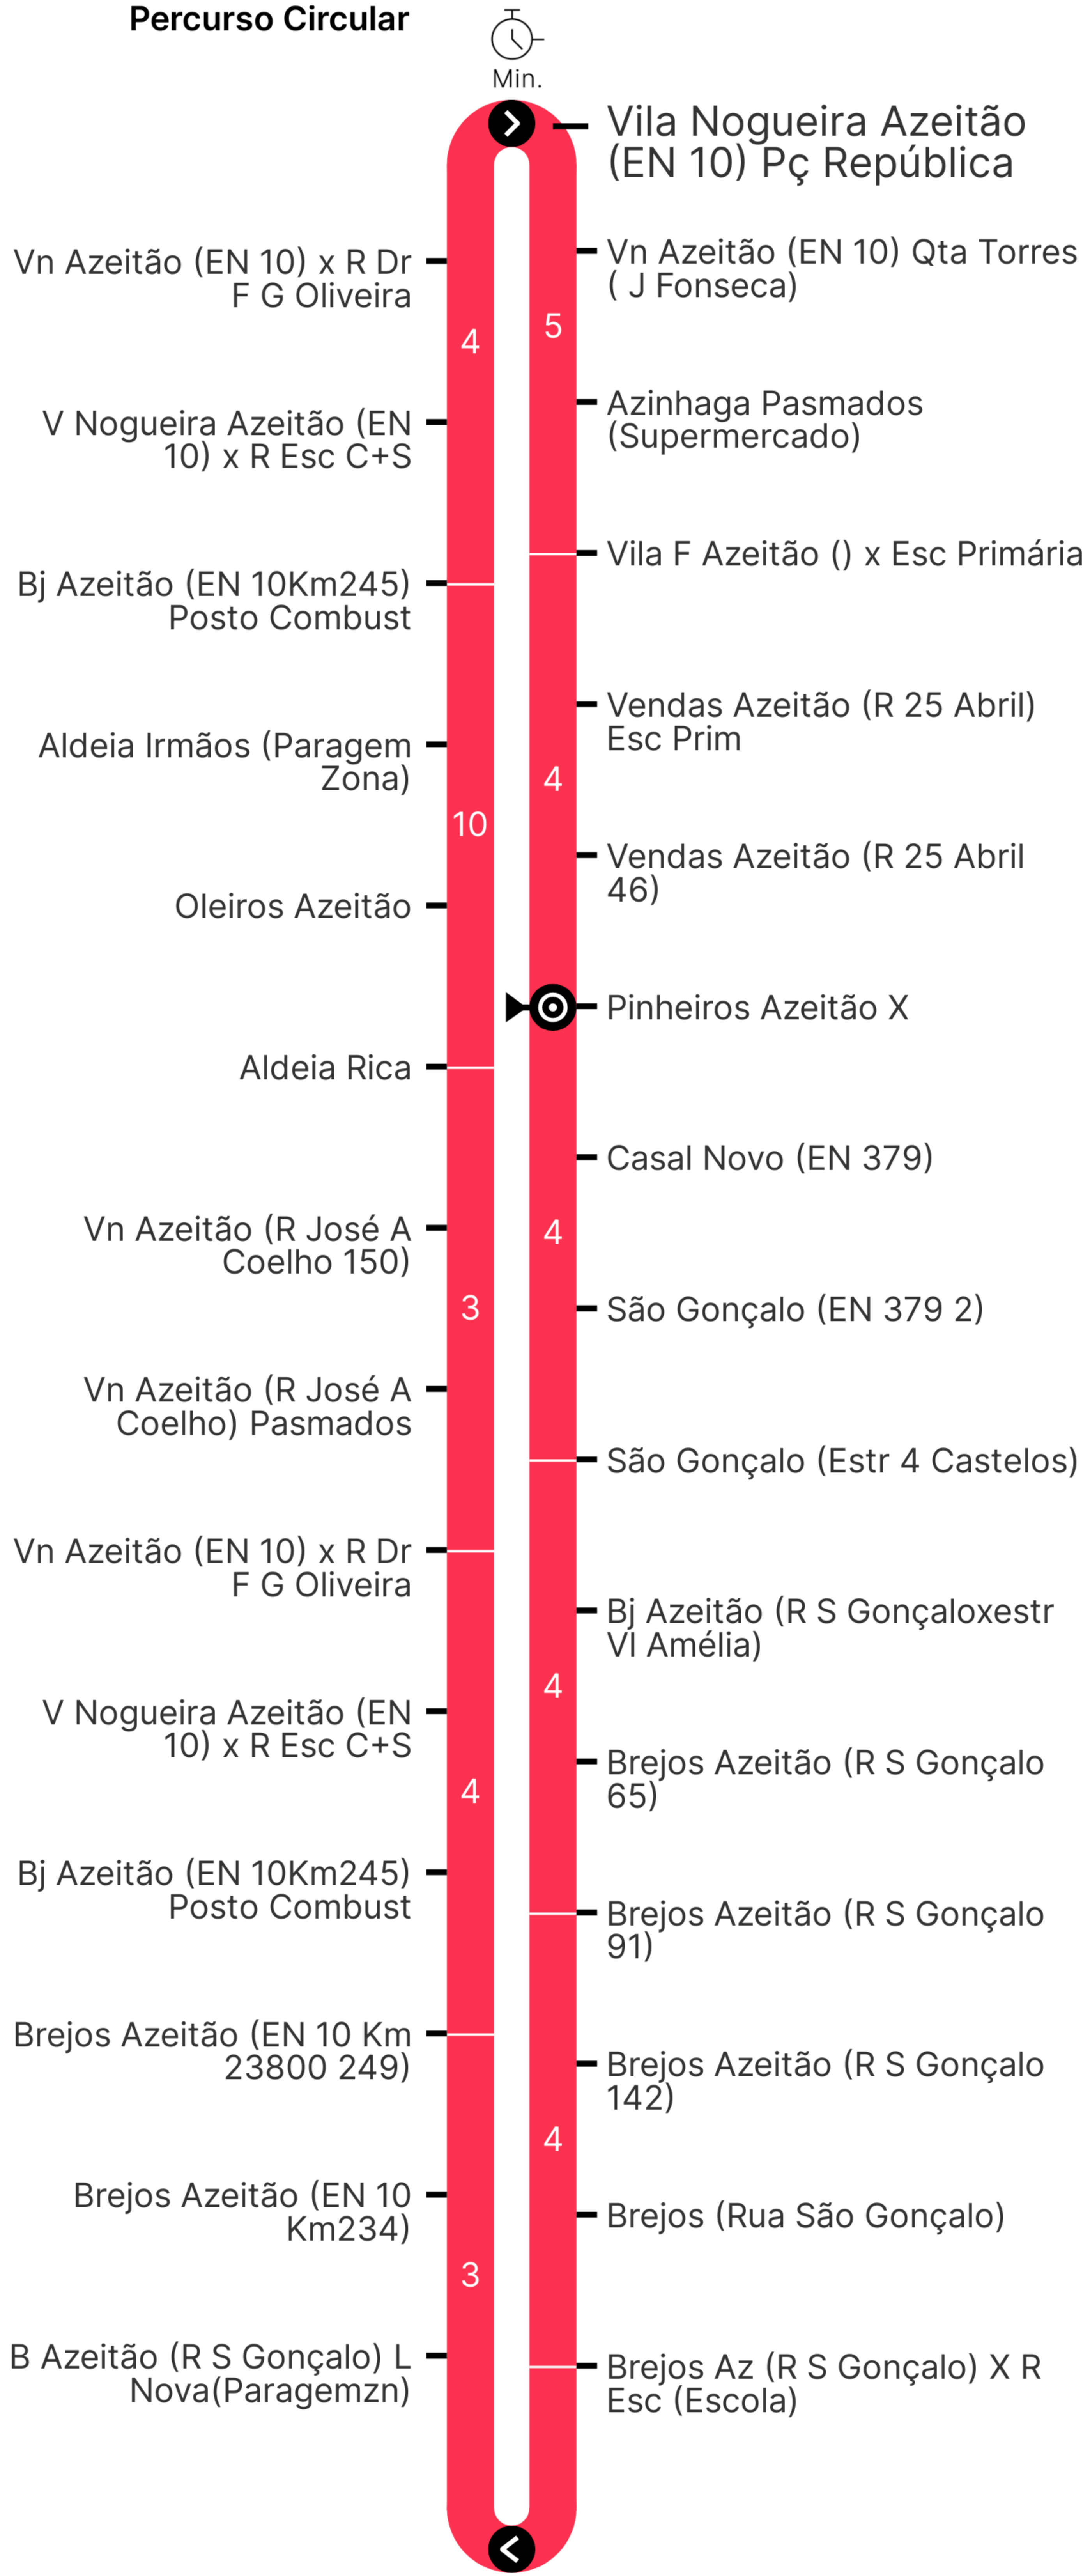 Percurso Circular
Min.
Vila Nogueira Azeitão
(EN 10) Pç República
Vn Azeitão (EN 10) Qta Torres
( J Fonseca)
5
Azinhaga Pasmados
(Supermercado)
Vila F Azeitão () x Esc Primária
Vendas Azeitão (R 25 Abril)
Esc Prim
4
Vendas Azeitão (R 25 Abril
46)
Pinheiros Azeitão X
Casal Novo (EN 379)
4
São Gonçalo (EN 379 2)
São Gonçalo (Estr 4 Castelos)
Bj Azeitão (R S Gonçaloxestr
Vl Amélia)
4
Brejos Azeitão (R S Gonçalo
65)
Brejos Azeitão (R S Gonçalo
91)
Brejos Azeitão (R S Gonçalo
142)
4
Brejos (Rua São Gonçalo)
Brejos Az (R S Gonçalo) X R
Esc (Escola)
Vn Azeitão (EN 10) x R Dr
F G Oliveira
4
V Nogueira Azeitão (EN
10) x R Esc C+S
Bj Azeitão (EN 10Km245)
Posto Combust
Aldeia Irmãos (Paragem
Zona)
10
Oleiros Azeitão
Aldeia Rica
Vn Azeitão (R José A
Coelho 150)
3
Vn Azeitão (R José A
Coelho) Pasmados
Vn Azeitão (EN 10) x R Dr
F G Oliveira
V Nogueira Azeitão (EN
10) x R Esc C+S
4
Bj Azeitão (EN 10Km245)
Posto Combust
Brejos Azeitão (EN 10 Km
23800 249)
Brejos Azeitão (EN 10
Km234)
3
B Azeitão (R S Gonçalo) L
Nova(Paragemzn)